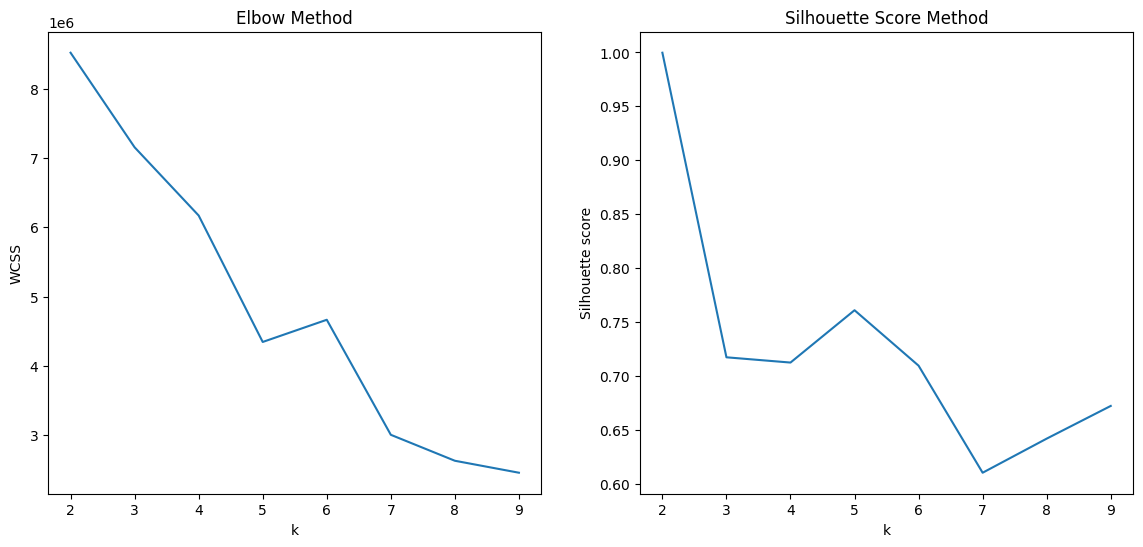 Elbow Method
1e6
8
7
6
5
4
3
WCSS
2 3 4 5 6 7 8 9
k
Silhouette Score Method
1.00
0.95
0.90
0.85
0.80
0.75
0.70
0.65
0.60
Silhouette score
2 3 4 5 6 7 8 9
k